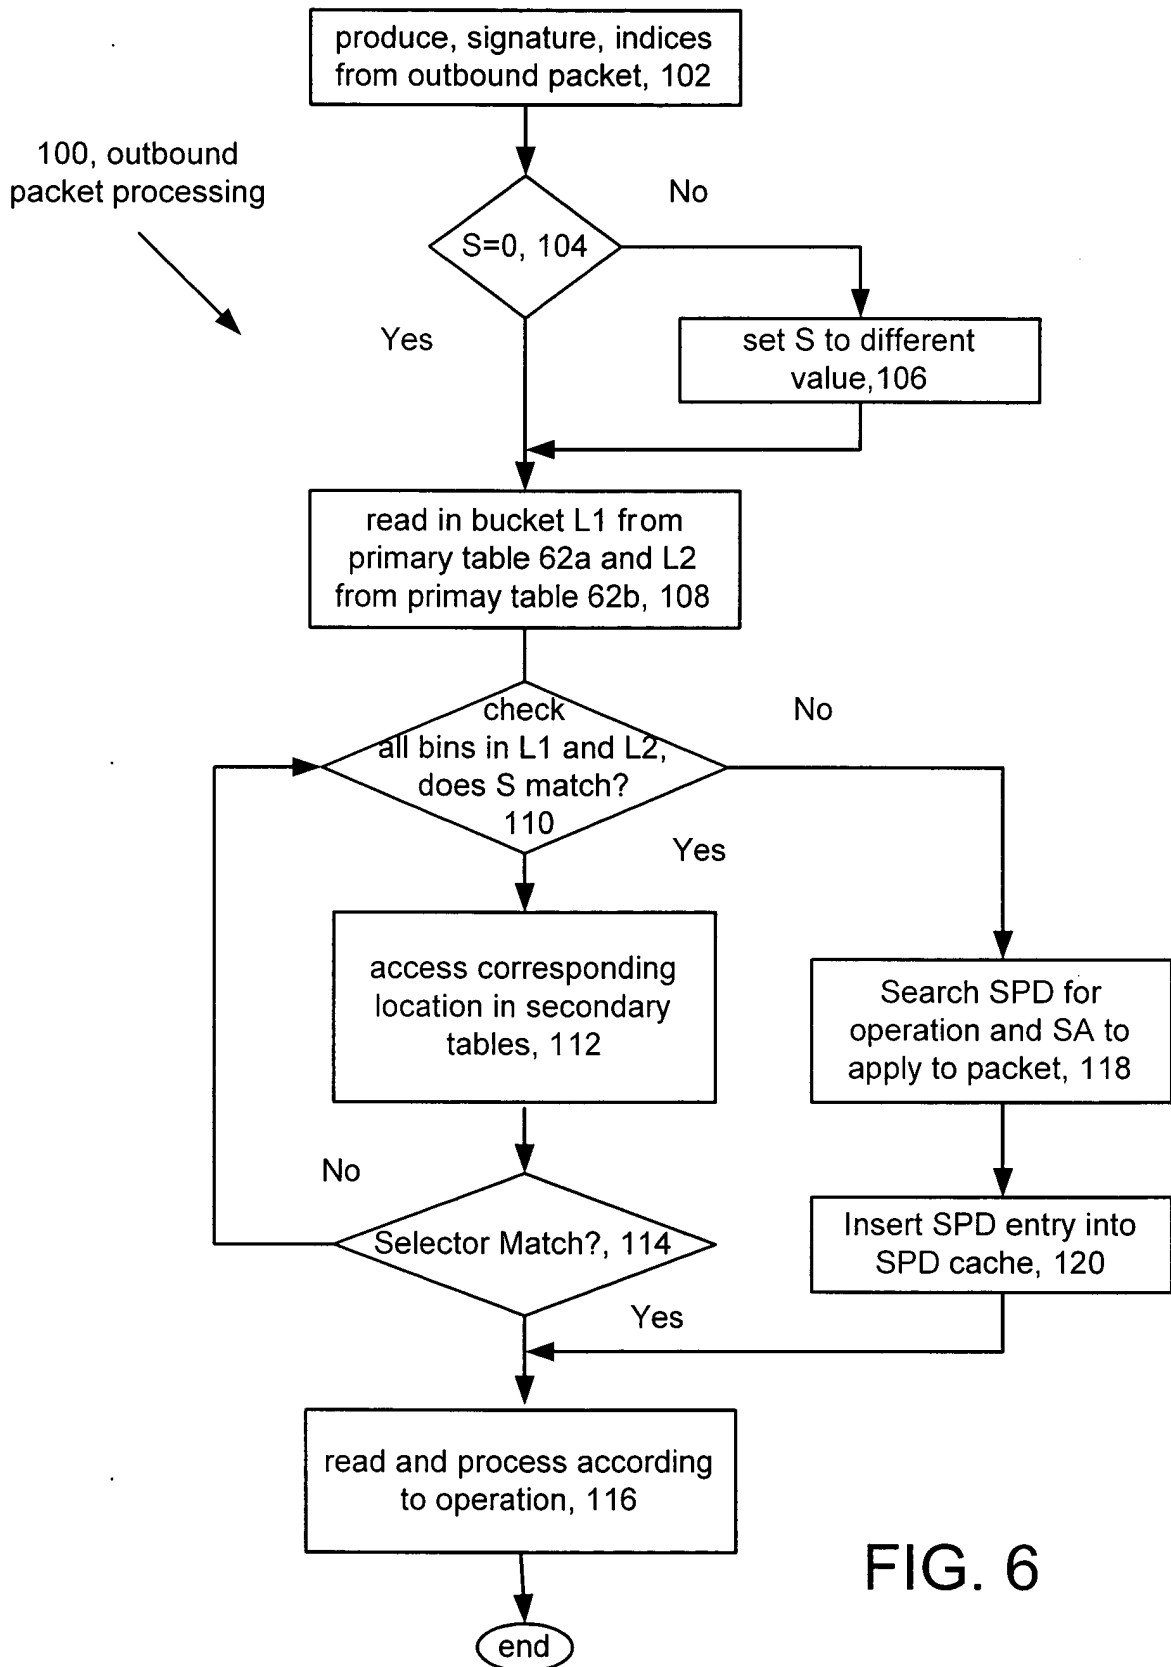 produce, signature, indices
from outbound packet, 102
100, outbound
packet processing
No
S=0, 104
Yes
set S to different
value,106
read in bucket L1 from
primary table 62a and L2
from primay table 62b, 108
check
all bins in L1 and L2,
does S match?
110
No
Yes
access corresponding
location in secondary
tables, 112
Search SPD for
operation and SA to
apply to packet, 118
No
Selector Match?, 114
Insert SPD entry into
SPD cache, 120
Yes
read and process according
to operation, 116
FIG. 6
end